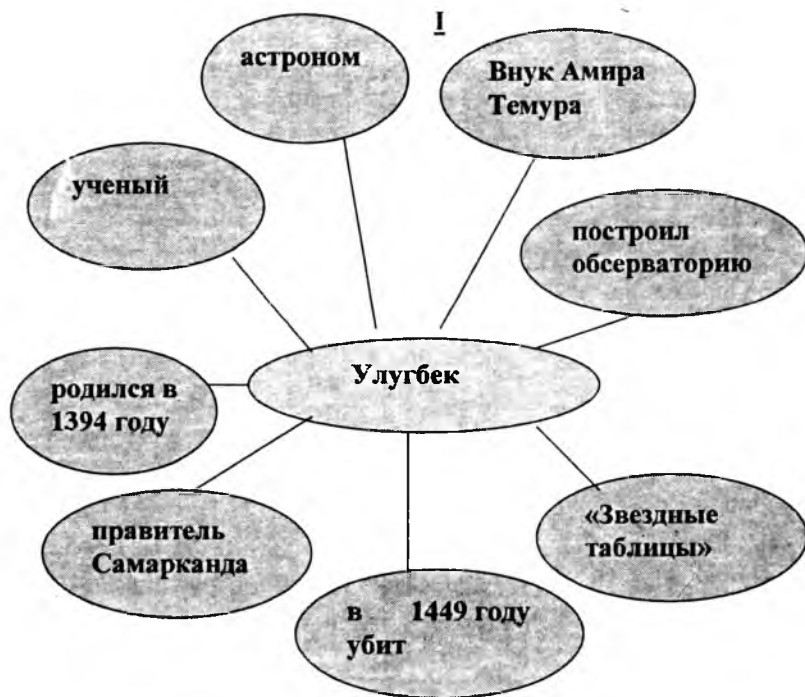 I
астроном
Внук Амира
Темура
ученый
построил
обсерваторию
Улугбек
родился в
1394 году
правитель
Самарканда
«Звездные
таблицы»
в 1449 году
убит